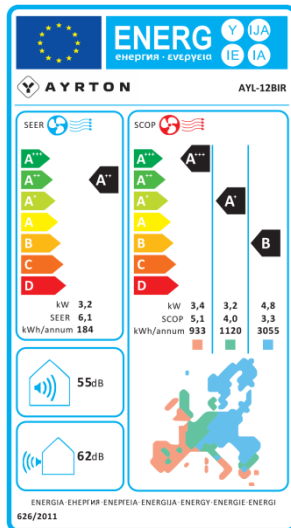 ENERG
енергия · ενεργεια
Y IJA
IE IA
AYRTON
AYL-12BIR
SEER
SCOP
A+++
A++
A+
A
B
C
D
A++
A+++
A++
A+
A
B
C
D
A+++
A+
B
kW 3,2
SEER 6,1
kWh/annum 184
kW 3,4 3,2 4,8
SCOP 5,1 4,0 3,3
kWh/annum 933 1120 3055
55dB
62dB
ENERGIA·ЕНЕРГИЯ·ΕΝΕΡΓΕΙΑ·ENERGIJA·ENERGY·ENERGIE·ENERGI
626/2011